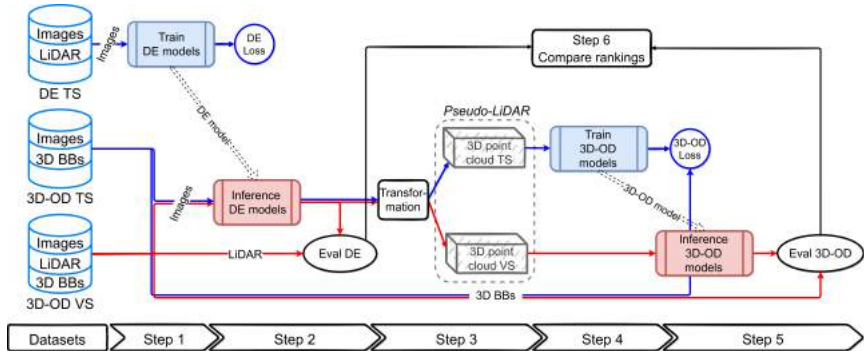 Images
LiDAR
DE TS
Images
Train
DE models
DE
Loss
Step 6
Compare rankings
DE model
Images
3D BBs
3D-OD TS
Images
Inference
DE models
Transfor-
mation
Pseudo-LiDAR
3D point
cloud TS
Train
3D-OD
models
3D-OD
Loss
3D-OD model
Images
LiDAR
3D BBs
3D-OD VS
LiDAR
Eval DE
3D point
cloud VS
Inference
3D-OD
models
Eval 3D-OD
3D BBs
Datasets
Step 1
Step 2
Step 3
Step 4
Step 5